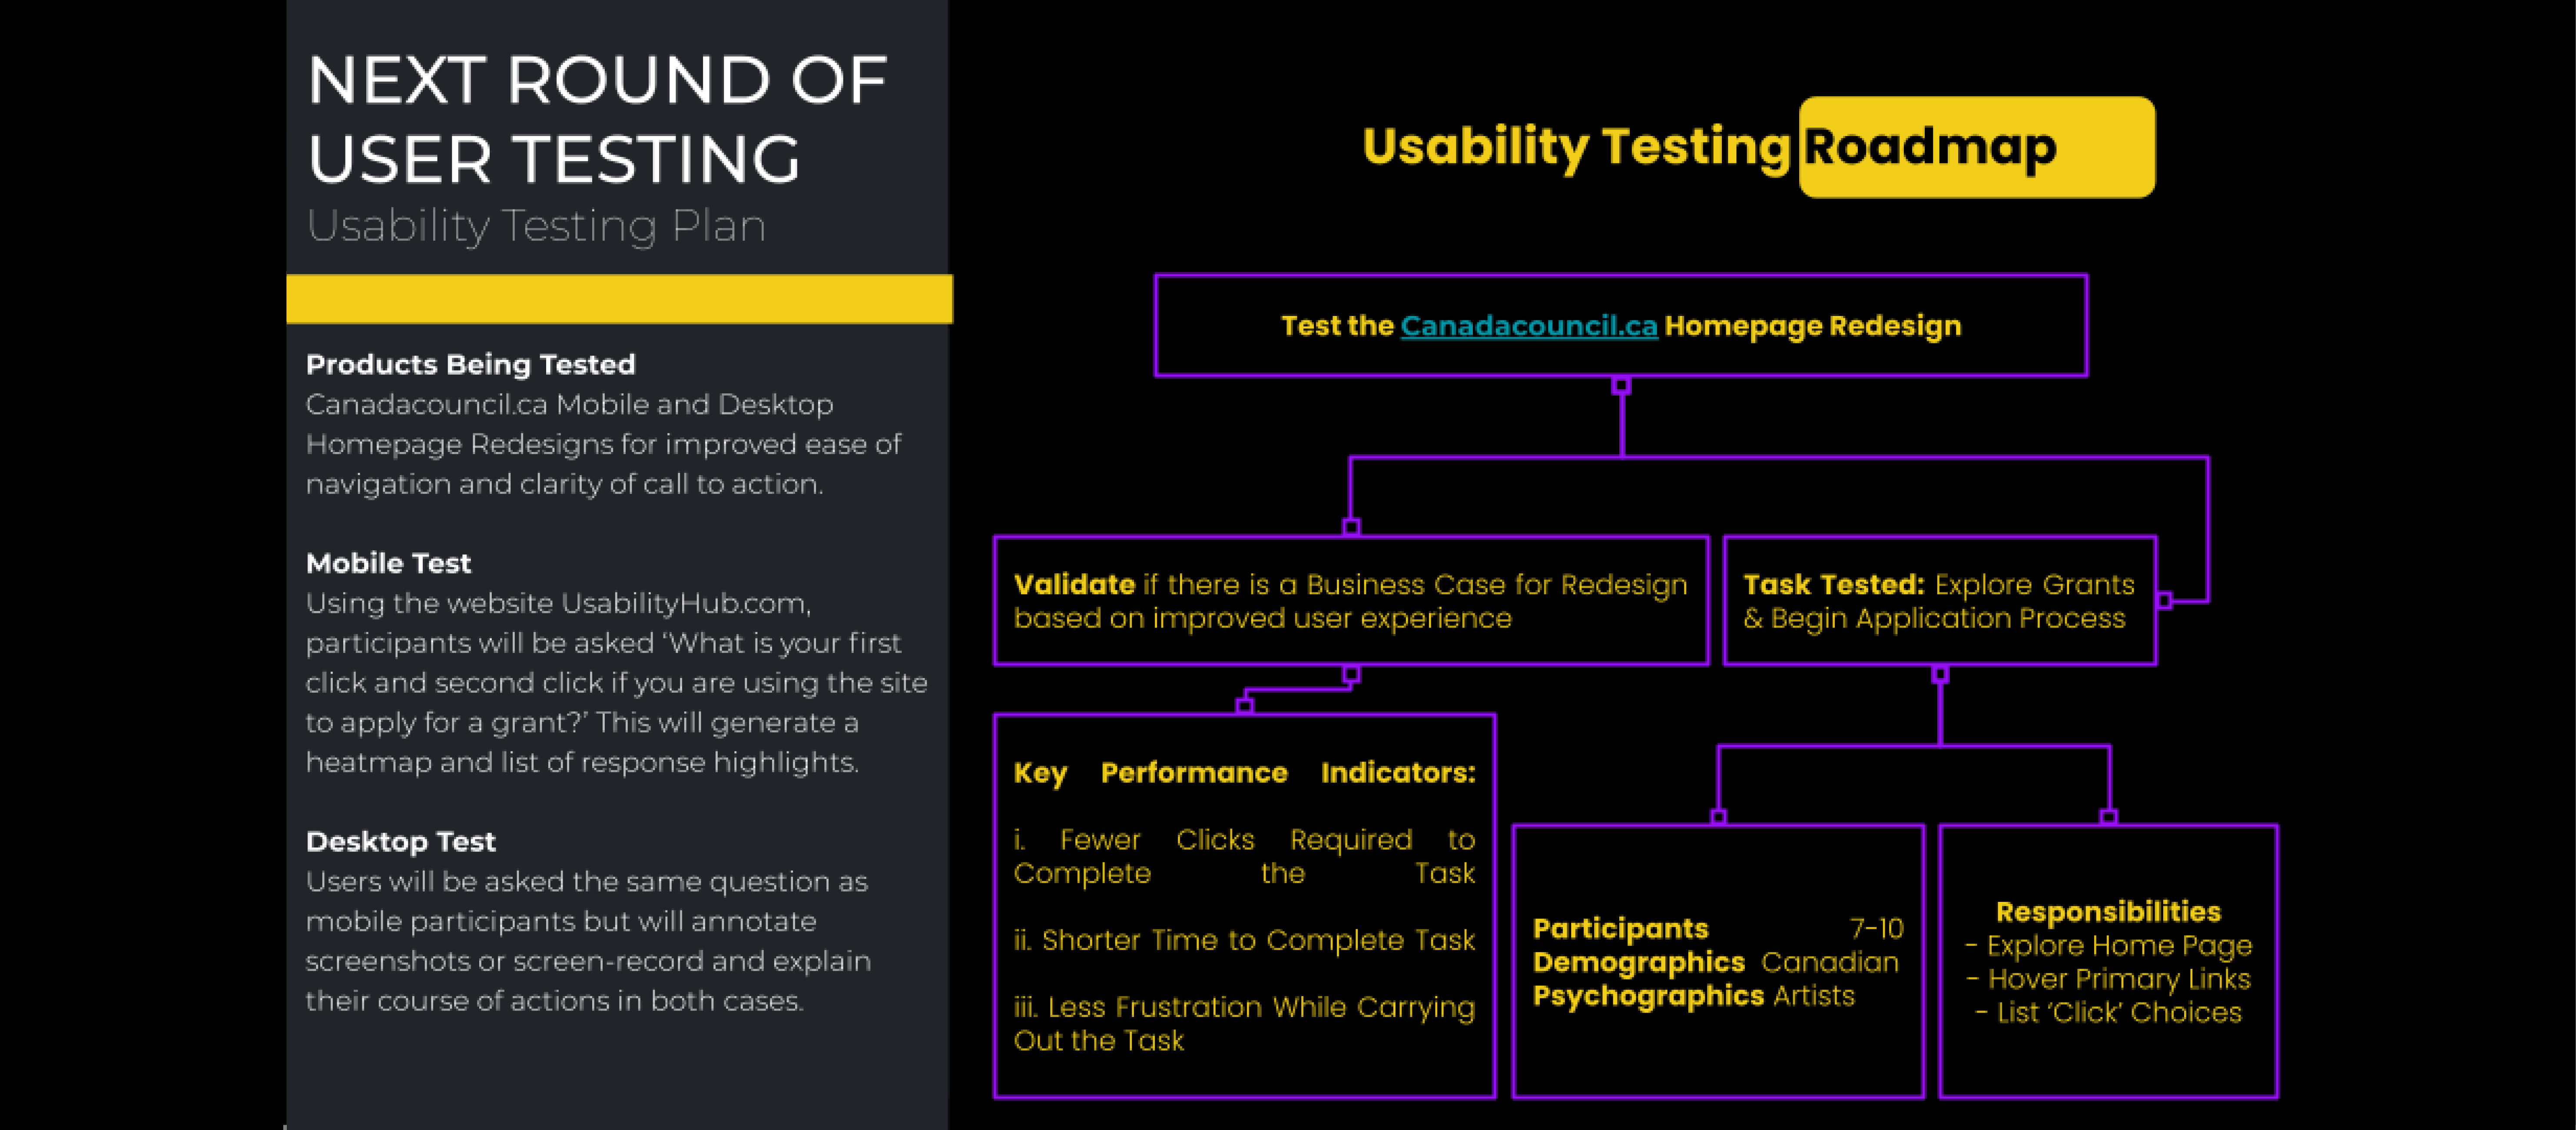 NEXT ROUND OF
USER TESTING
Usability Testing Plan
Products Being Tested
Canadacouncil.ca Mobile and Desktop
Homepage Redesigns for improved ease of
navigation and clarity of call to action.
Mobile Test
Using the website UsabilityHub.com,
participants will be asked ‘What is your first
click and second click if you are using the site
to apply for a grant?’ This will generate a
heatmap and list of response highlights.
Desktop Test
Users will be asked the same question as
mobile participants but will annotate
screenshots or screen-record and explain
their course of actions in both cases.
Usability Testing Roadmap
Test the Canadacouncil.ca Homepage Redesign
Validate if there is a Business Case for Redesign
based on improved user experience
Task Tested: Explore Grants
& Begin Application Process
Key Performance Indicators:
i. Fewer Clicks Required to
Complete the Task
ii. Shorter Time to Complete Task
iii. Less Frustration While Carrying
Out the Task
Participants 7-10
Demographics Canadian
Psychographics Artists
Responsibilities
- Explore Home Page
- Hover Primary Links
- List ‘Click’ Choices